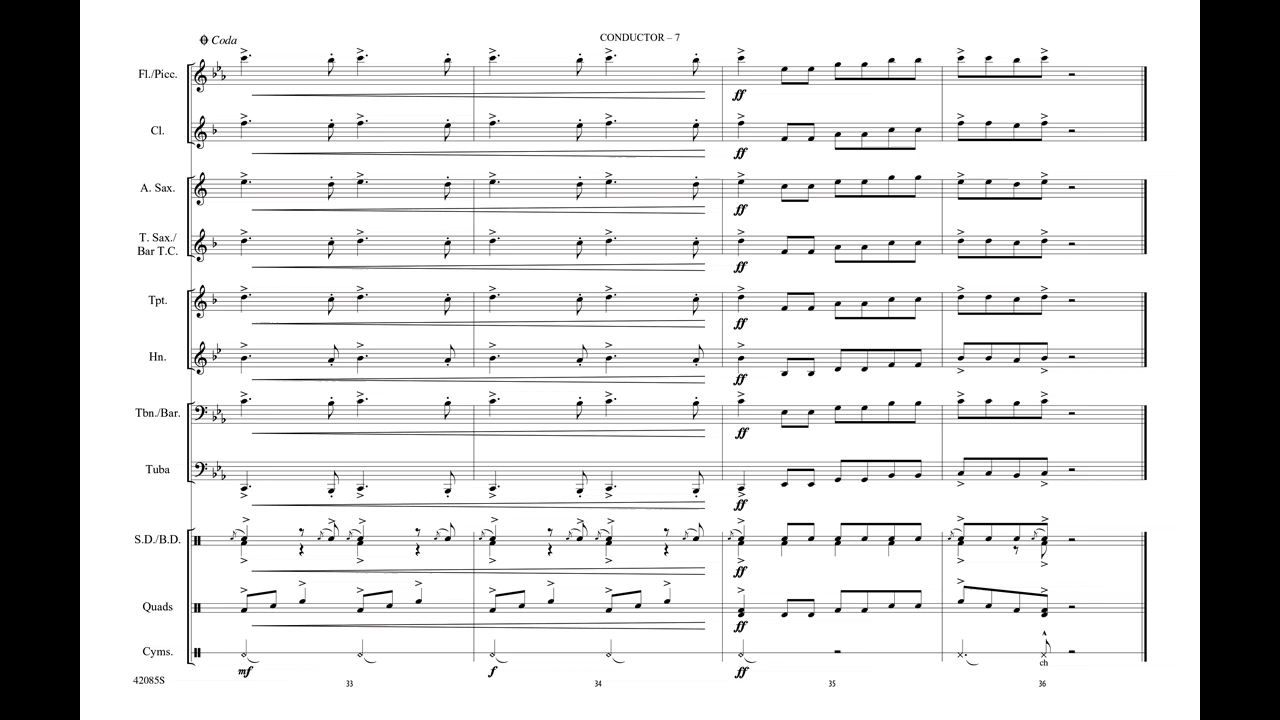 Coda
CONDUCTOR – 7
Fl./Picc.
ff
Cl.
ff
A. Sax.
ff
T. Sax./
Bar T.C.
ff
Tpt.
ff
Hn.
ff
Tbn./Bar.
ff
Tuba
ff
S.D./B.D.
ff
Quads
ff
Cyms.
mf f ff ch
42085S
33 34 35 36